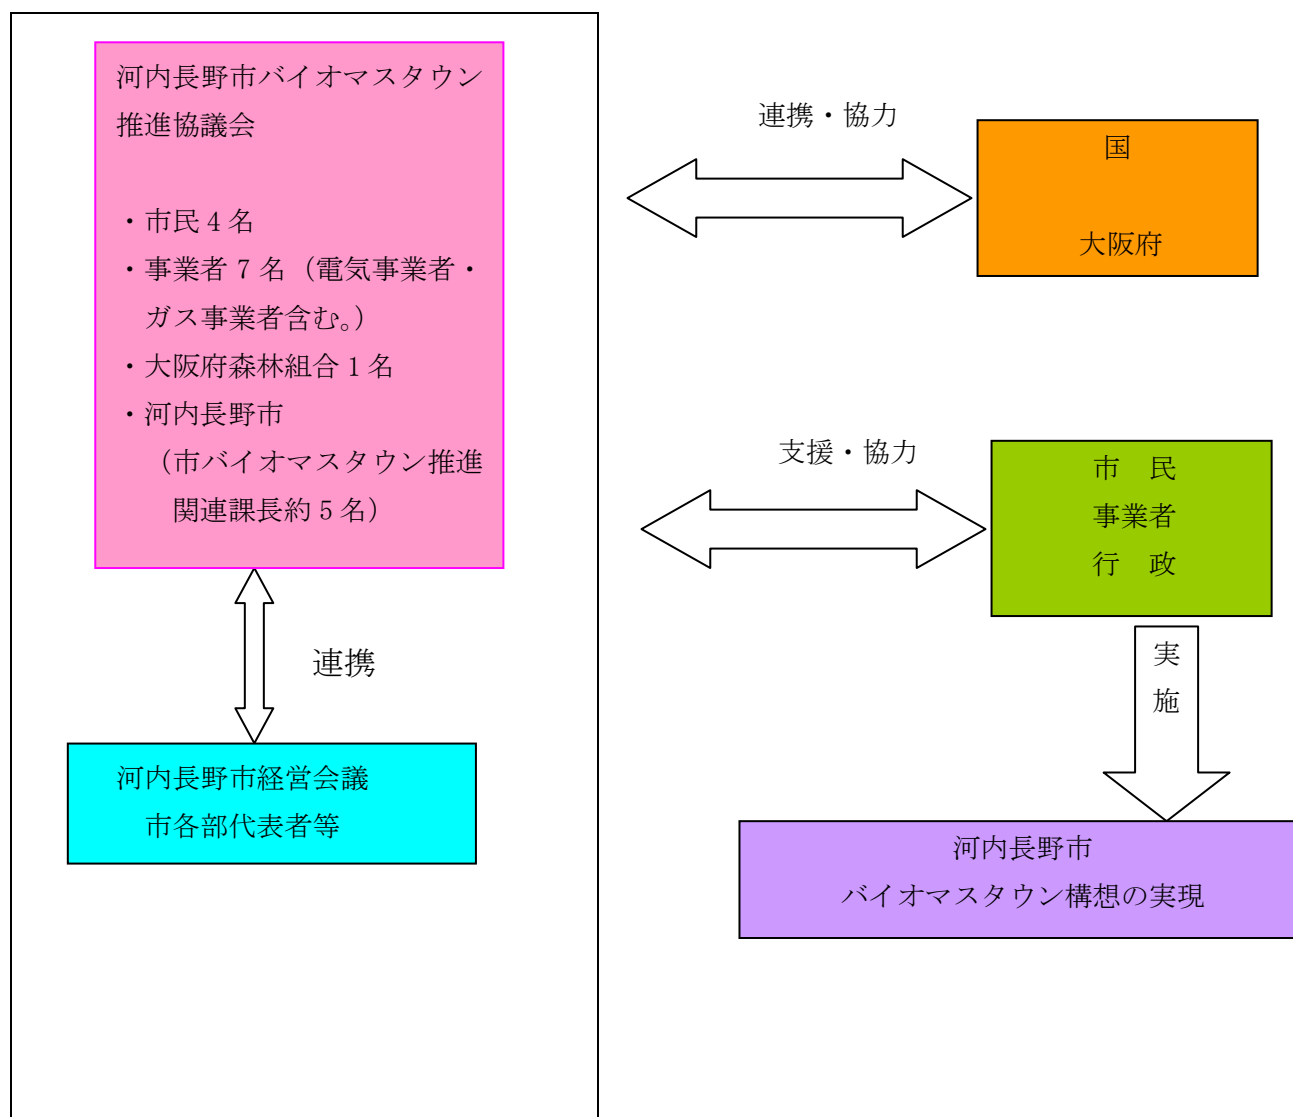 河内長野市バイオマスタウン
推進協議会
・市民 4 名
・事業者 7 名（電気事業者・
ガス事業者含む。）
・大阪府森林組合 1 名
・河内長野市
（市バイオマスタウン推進
関連課長約 5 名）
連携
河内長野市経営会議
市各部代表者等
連携・協力
国
大阪府
支援・協力
市　民
事業者
行　政
実
施
河内長野市
バイオマスタウン構想の実現